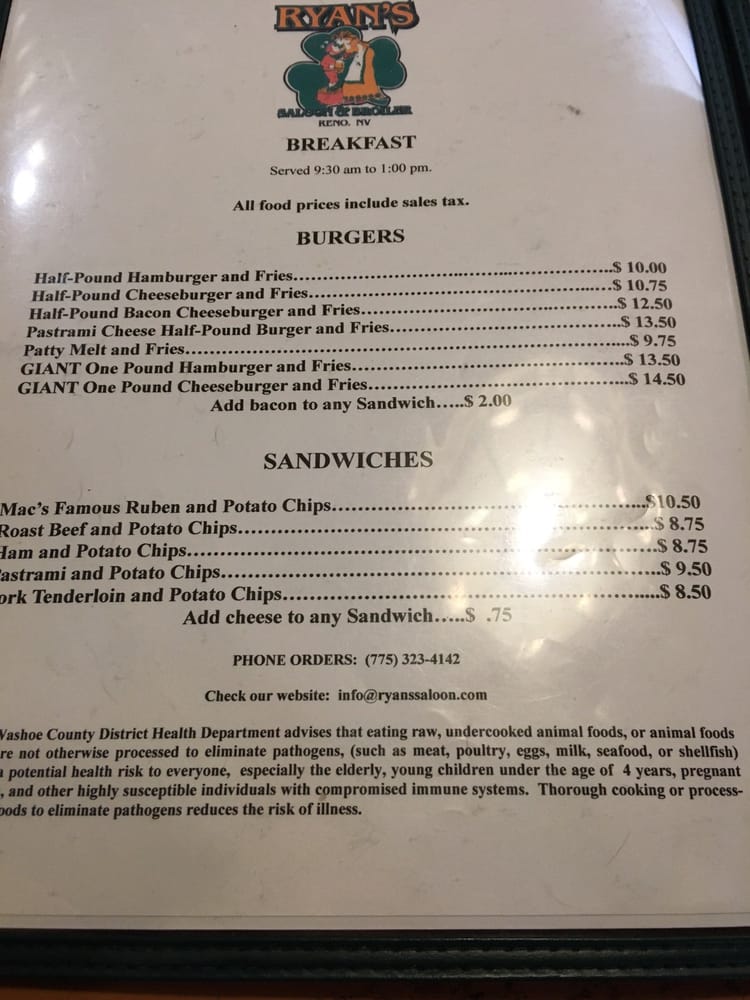 RYAN'S
SALOON & BROILER
RENO, NV
BREAKFAST
Served 9:30 am to 1:00 pm.
All food prices include sales tax.
BURGERS
Half-Pound Hamburger and Fries....................$ 10.00
Half-Pound Cheeseburger and Fries....................$ 10.75
Half-Pound Bacon Cheeseburger and Fries....................$ 12.50
Pastrami Cheese Half-Pound Burger and Fries....................$ 13.50
Patty Melt and Fries....................$ 9.75
GIANT One Pound Hamburger and Fries....................$ 13.50
GIANT One Pound Cheeseburger and Fries....................$ 14.50
Add bacon to any Sandwich.....$ 2.00
SANDWICHES
Mac's Famous Ruben and Potato Chips....................$10.50
Roast Beef and Potato Chips....................$ 8.75
Ham and Potato Chips....................$ 8.75
astrami and Potato Chips....................$ 9.50
ork Tenderloin and Potato Chips....................$ 8.50
Add cheese to any Sandwich.....$ .75
PHONE ORDERS: (775) 323-4142
Check our website: info@ryanssaloon.com
Washoe County District Health Department advises that eating raw, undercooked animal foods, or animal foods
re not otherwise processed to eliminate pathogens, (such as meat, poultry, eggs, milk, seafood, or shellfish)
potential health risk to everyone, especially the elderly, young children under the age of 4 years, pregnant
, and other highly susceptible individuals with compromised immune systems. Thorough cooking or process-
oods to eliminate pathogens reduces the risk of illness.